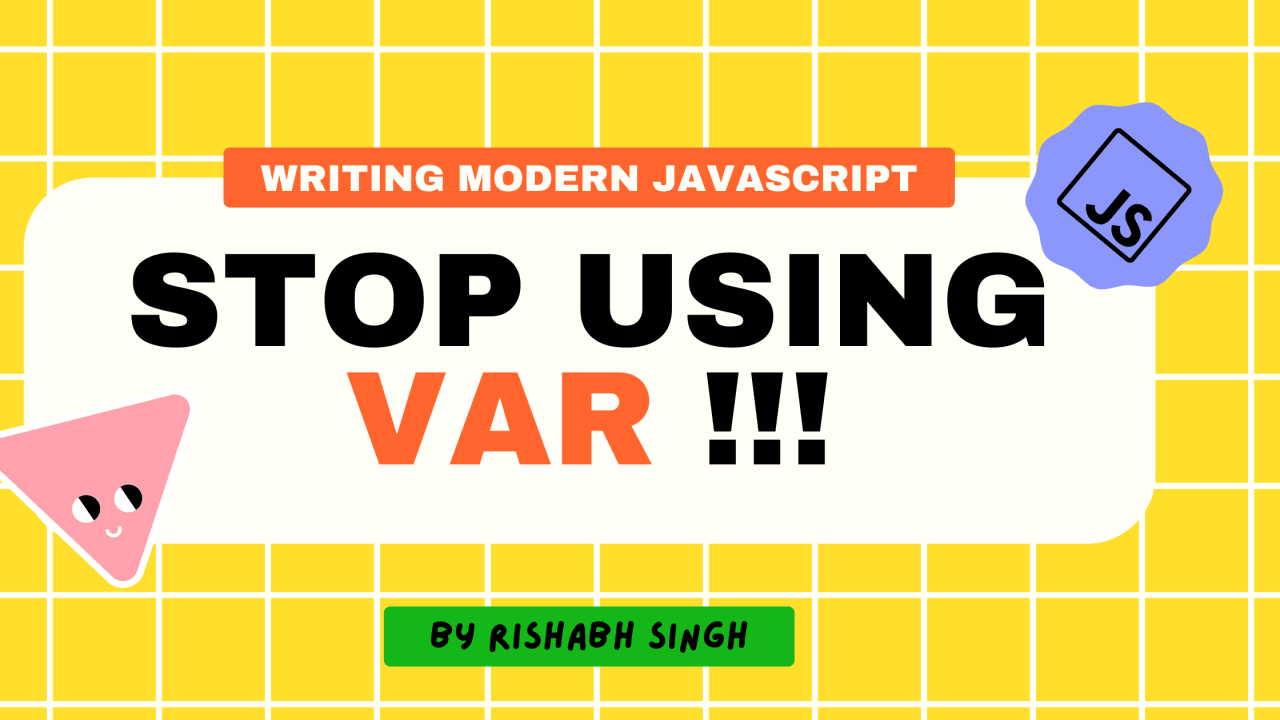 WRITING MODERN JAVASCRIPT
JS
STOP USING
VAR !!!
BY RISHABH SINGH